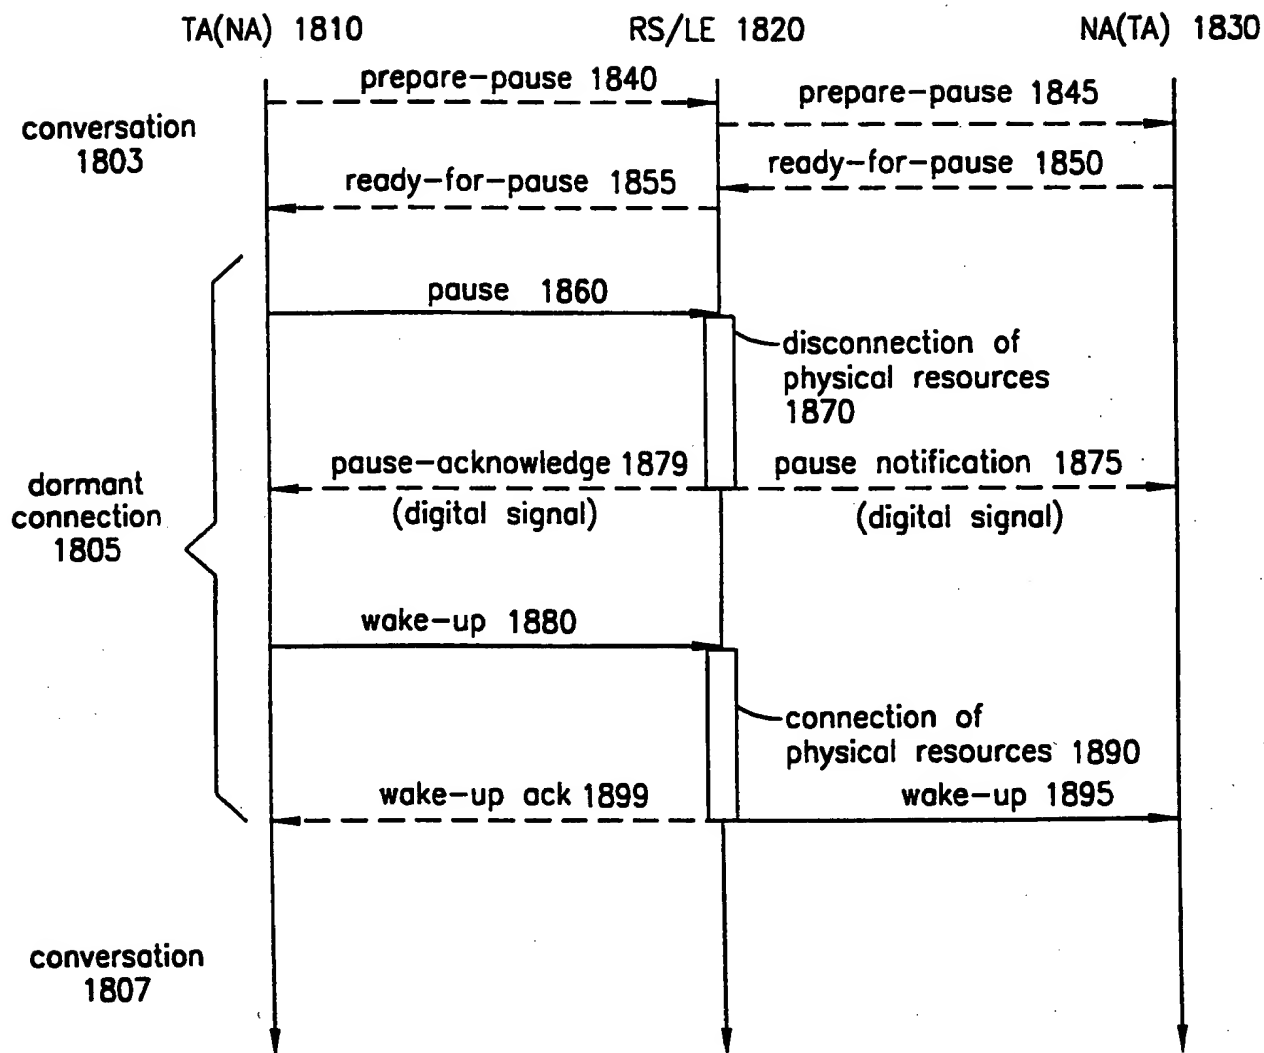 TA(NA) 1810
RS/LE 1820
NA(TA) 1830
prepare-pause 1840
prepare-pause 1845
conversation
1803
ready-for-pause 1850
ready-for-pause 1855
pause 1860
disconnection of
physical resources
1870
pause-acknowledge 1879
(digital signal)
pause notification 1875
(digital signal)
dormant
connection
1805
wake-up 1880
connection of
physical resources 1890
wake-up ack 1899
wake-up 1895
conversation
1807